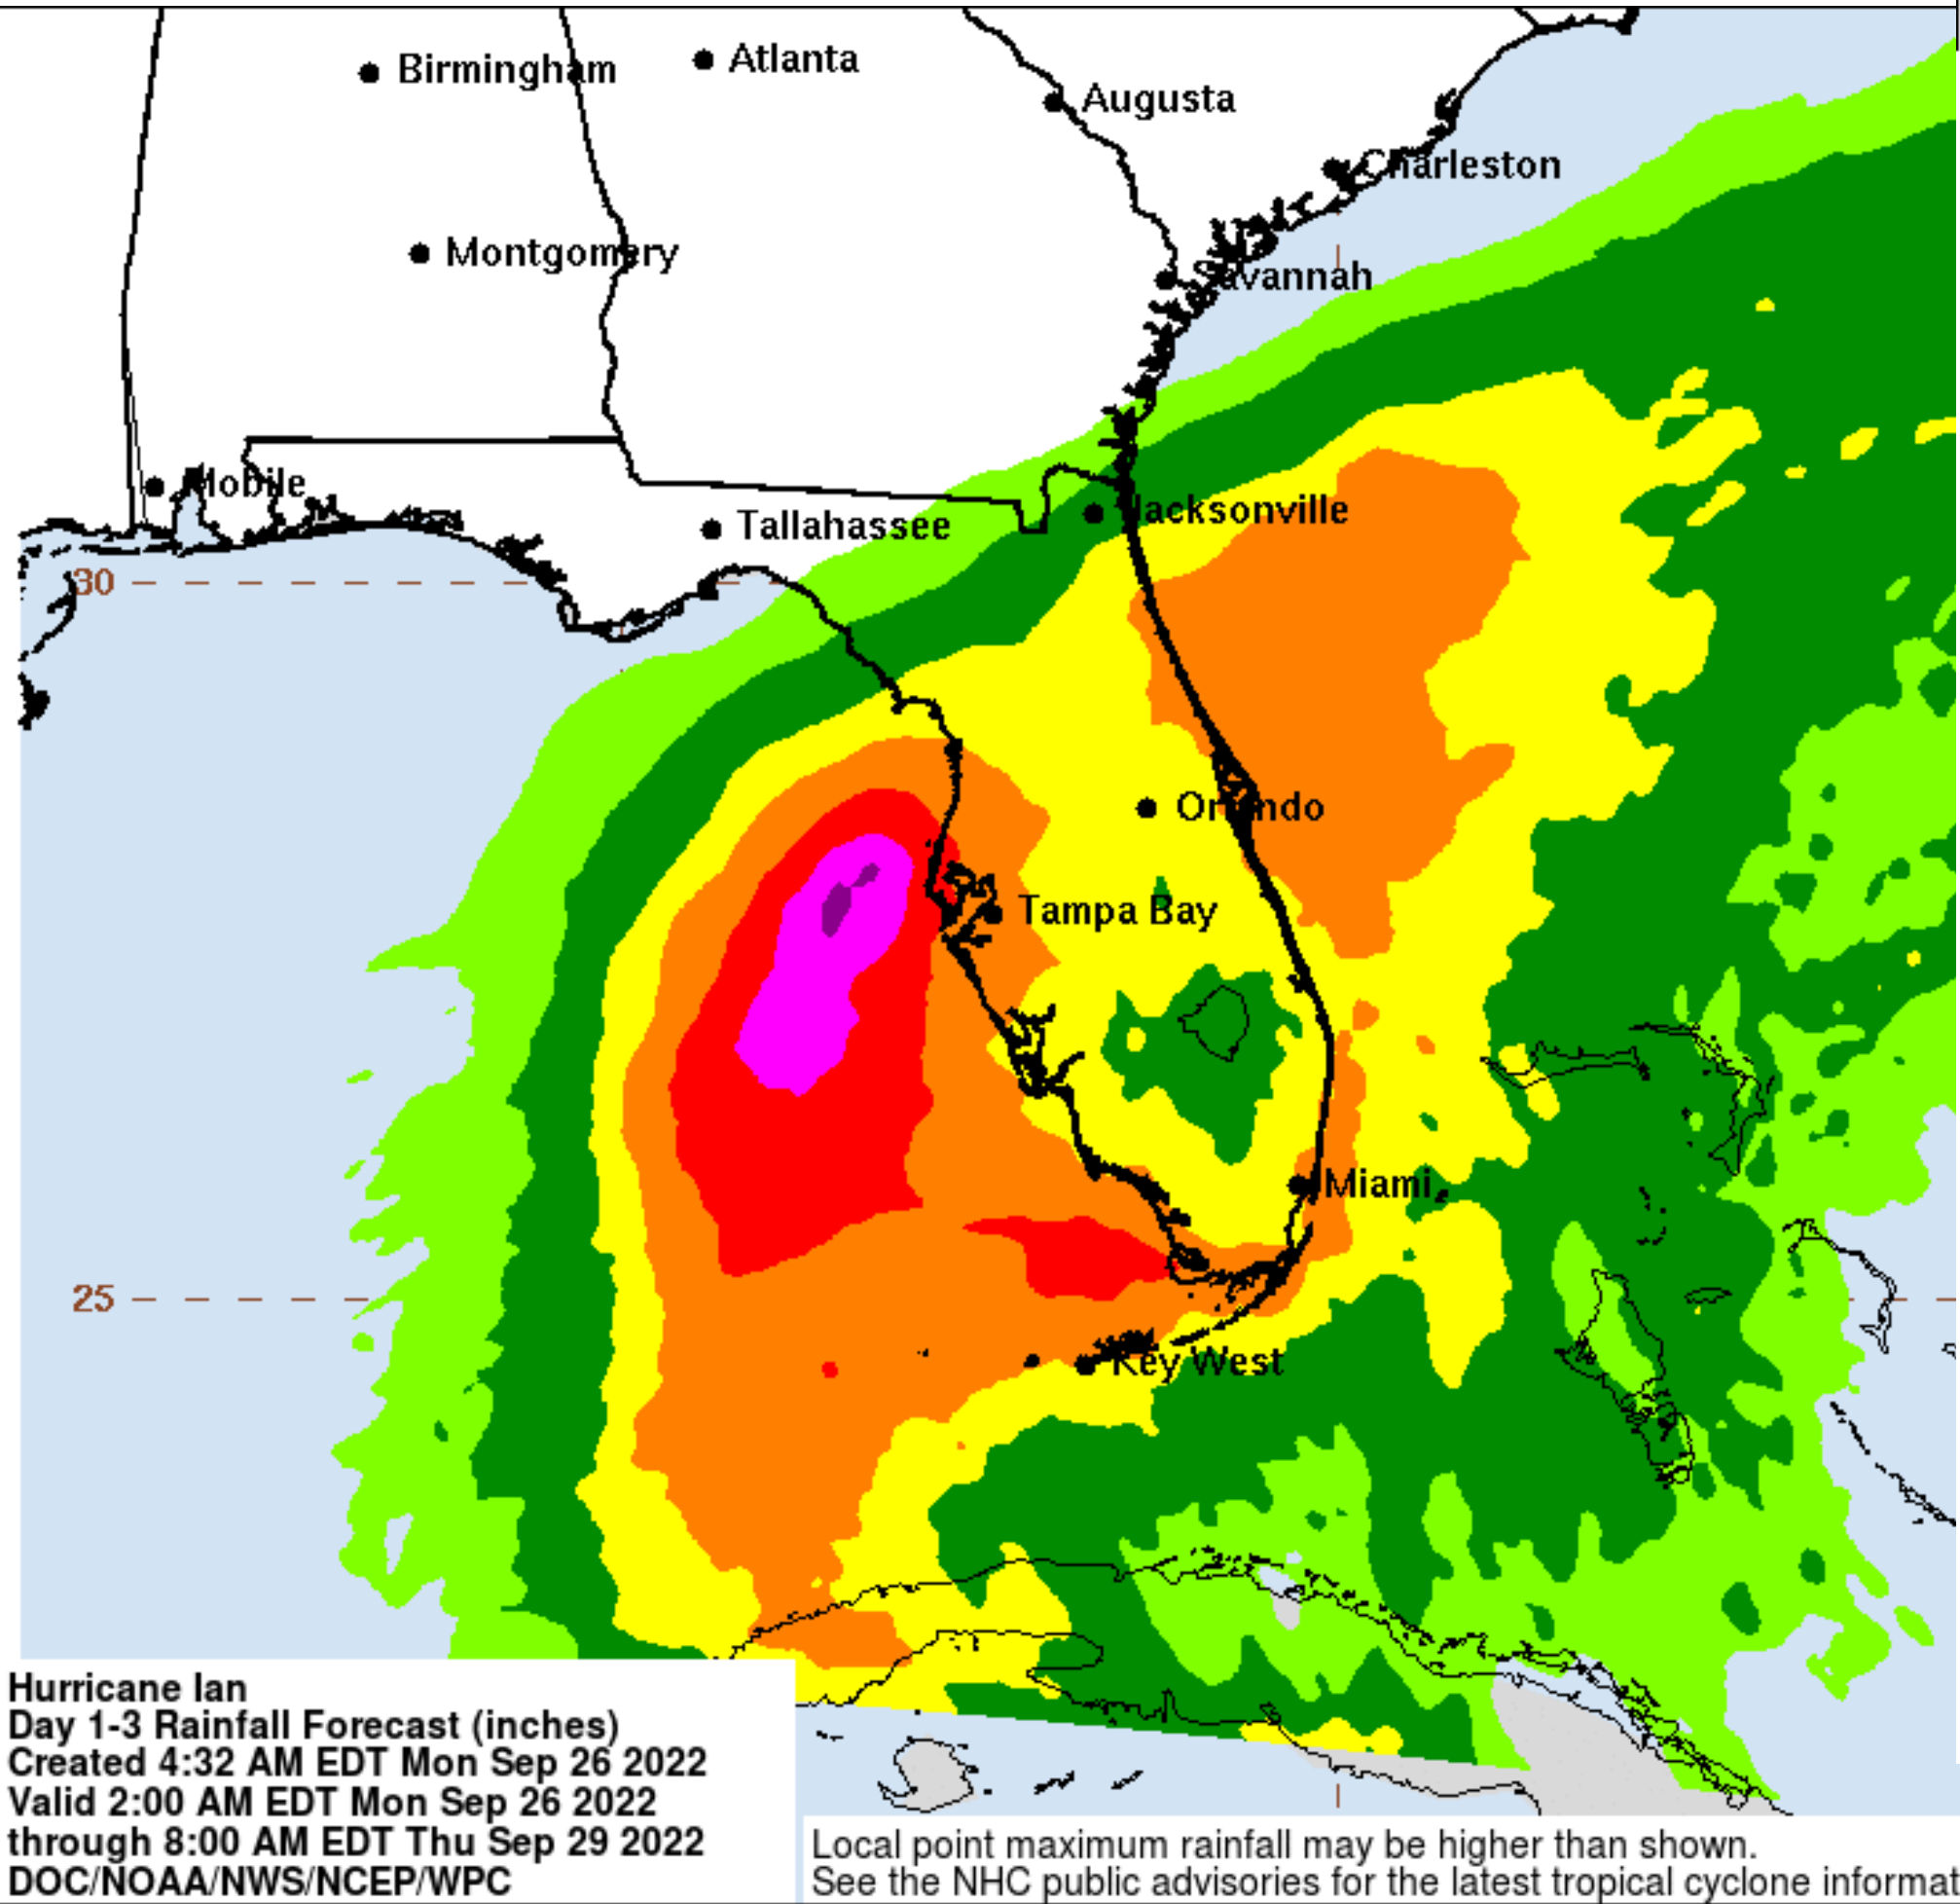 Birmingham
Atlanta
Augusta
Charleston
Montgomery
Savannah
Mobile
Jacksonville
Tallahassee
30
Orlando
Tampa Bay
Miami
25
Key West
Hurricane Ian
Day 1-3 Rainfall Forecast (inches)
Created 4:32 AM EDT Mon Sep 26 2022
Valid 2:00 AM EDT Mon Sep 26 2022
through 8:00 AM EDT Thu Sep 29 2022
DOC/NOAA/NWS/NCEP/WPC
Local point maximum rainfall may be higher than shown.
See the NHC public advisories for the latest tropical cyclone informat